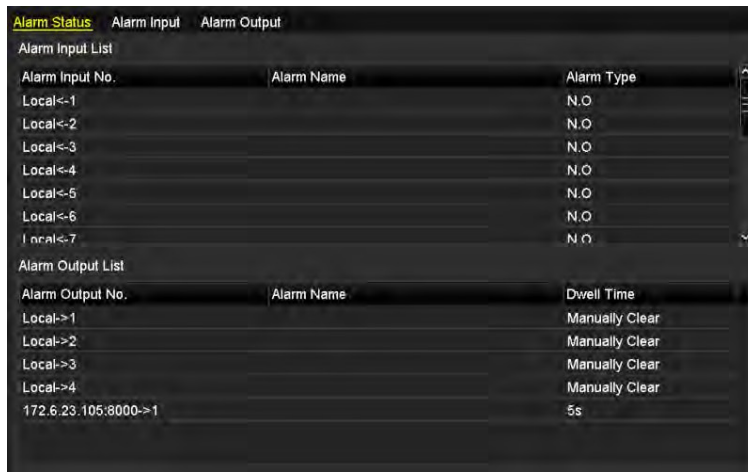 Alarm Status Alarm Input Alarm Output
Alarm Input List
Alarm Input No. Alarm Name Alarm Type
Local<-1 N.O
Local<-2 N.O
Local<-3 N.O
Local<-4 N.O
Local<-5 N.O
Local<-6 N.O
Local<-7 N.O
Alarm Output List
Alarm Output No. Alarm Name Dwell Time
Local->1 Manually Clear
Local->2 Manually Clear
Local->3 Manually Clear
Local->4 Manually Clear
172.6.23.105:8000->1 5s